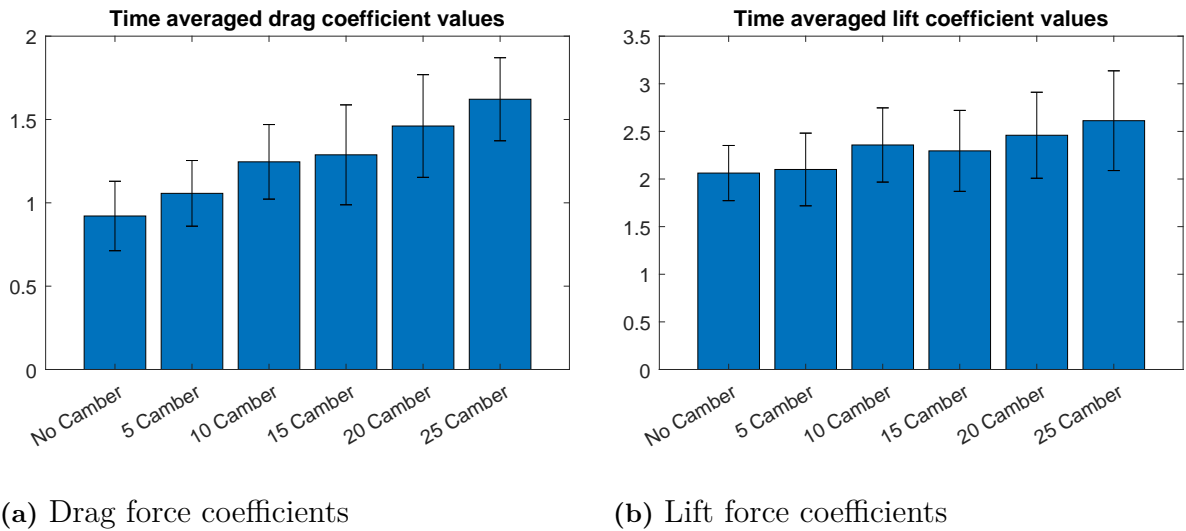 Time averaged drag coefficient values
2
1.5
1
0.5
0
No Camber
5 Camber
10 Camber
15 Camber
20 Camber
25 Camber
(a) Drag force coefficients
Time averaged lift coefficient values
3.5
3
2.5
2
1.5
1
0.5
0
No Camber
5 Camber
10 Camber
15 Camber
20 Camber
25 Camber
(b) Lift force coefficients